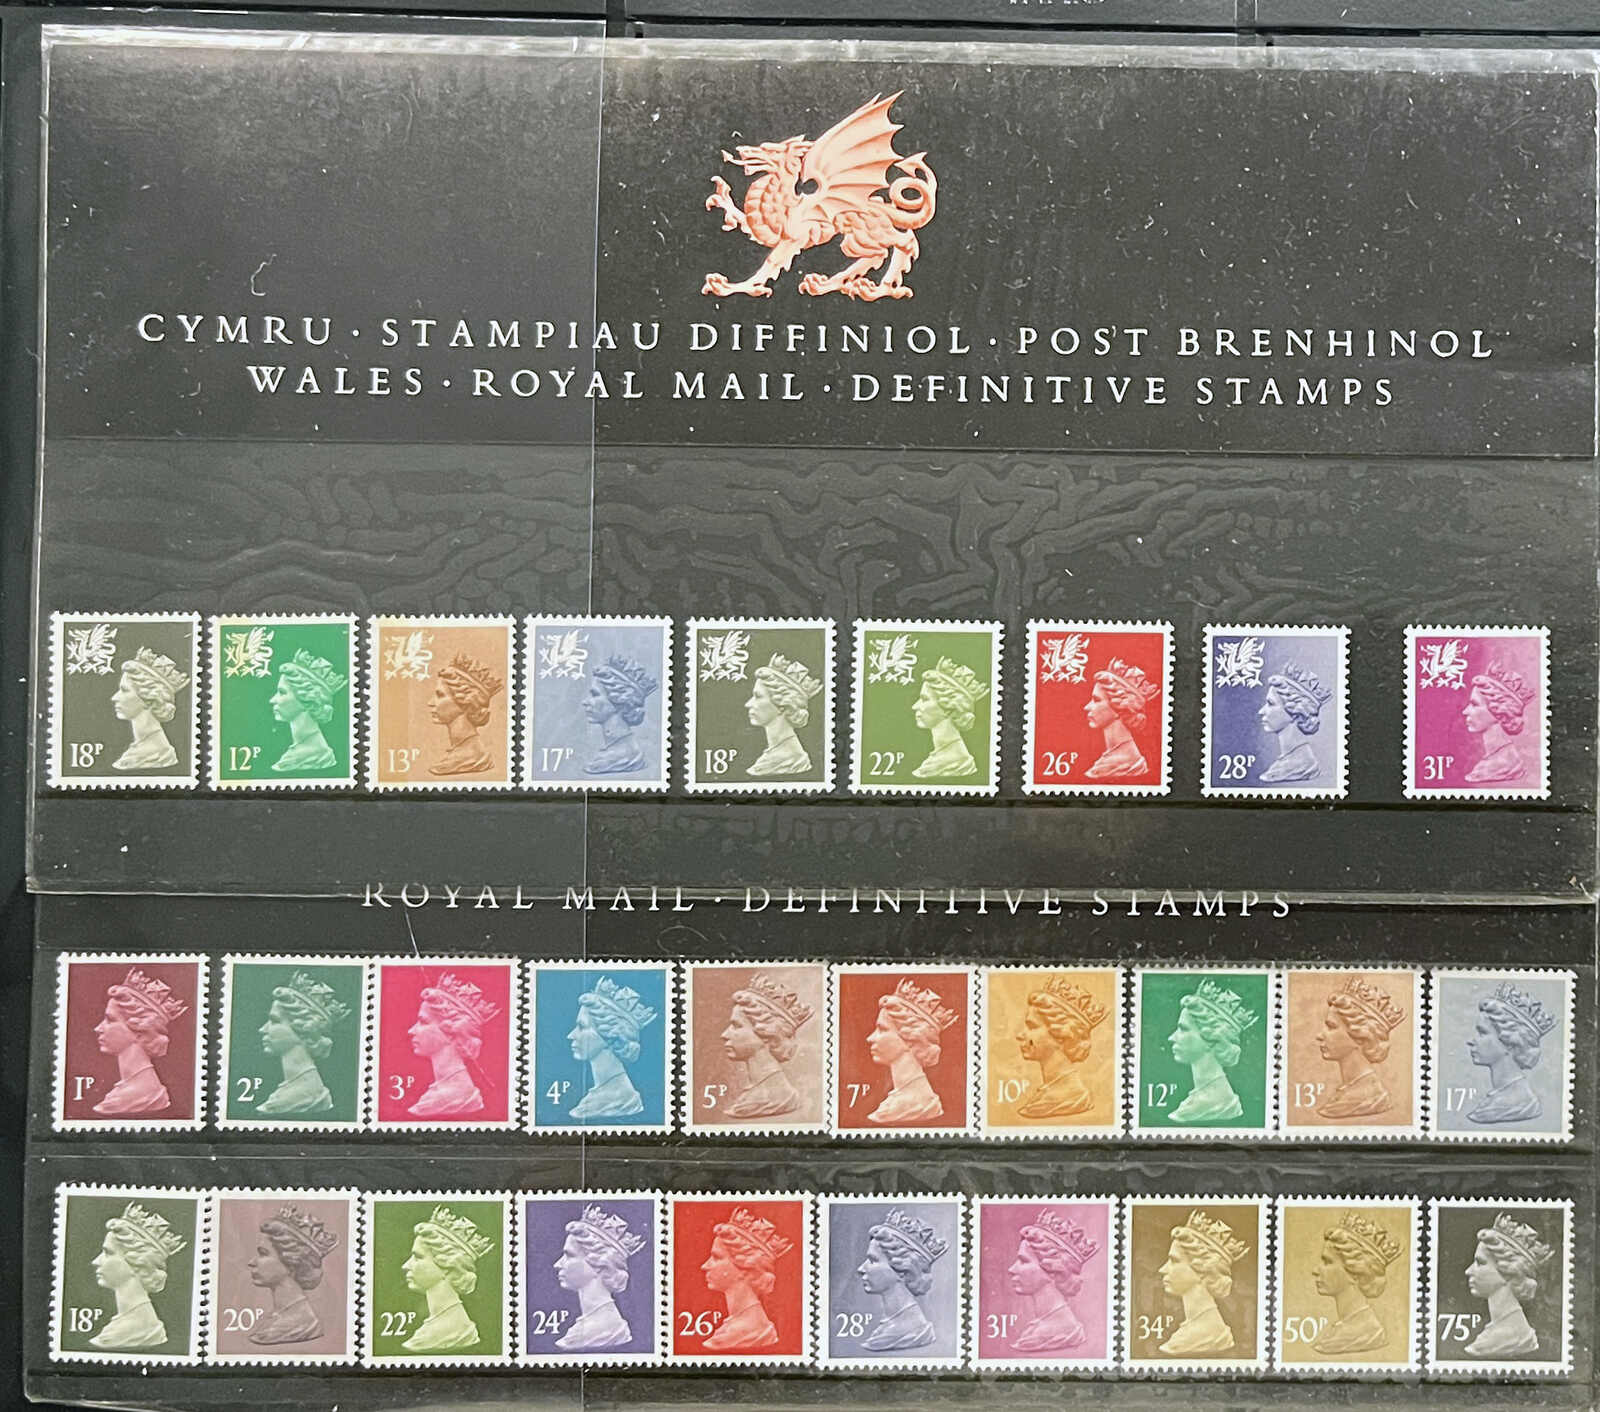 CYMRU · STAMPIAU DIFFINIOL · POST BRENHINOL
WALES · ROYAL MAIL · DEFINITIVE STAMPS
18P 12P 13P 17P 18P 22P 26P 28P 31P
ROYAL MAIL · DEFINITIVE STAMPS
1P 2P 3P 4P 5P 7P 10P 12P 13P 17P
18P 20P 22P 24P 26P 28P 31P 34P 50P 75P